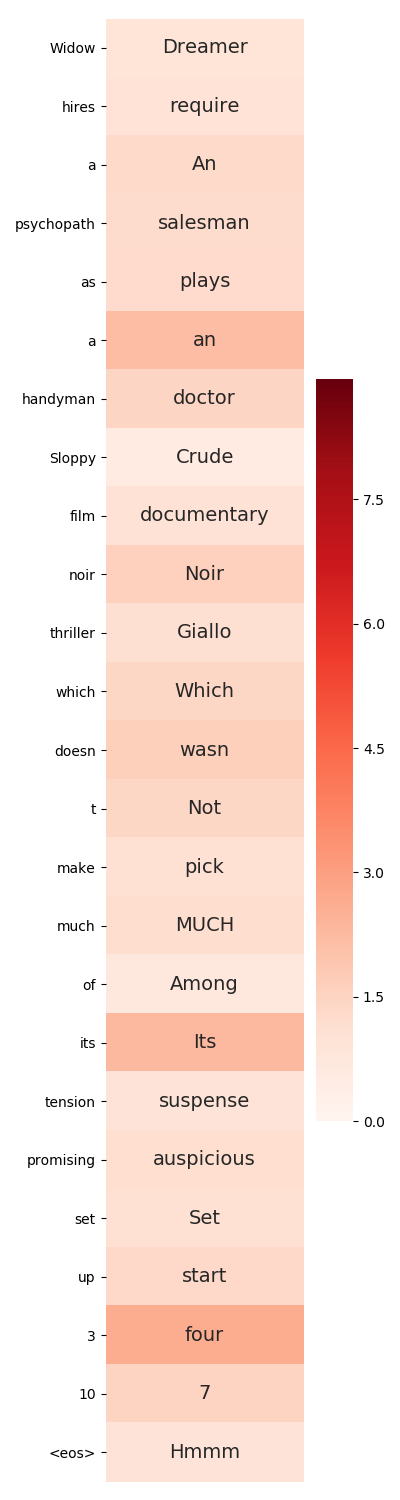 Widow Dreamer
hires require
a An
psychopath salesman
as plays
a an
handyman doctor
Sloppy Crude
film documentary
noir Noir
thriller Giallo
which Which
doesn wasn
t Not
make pick
much MUCH
of Among
its Its
tension suspense
promising auspicious
set Set
up start
3 four
10 7
<eos> Hmmm
7.5
6.0
4.5
3.0
1.5
0.0